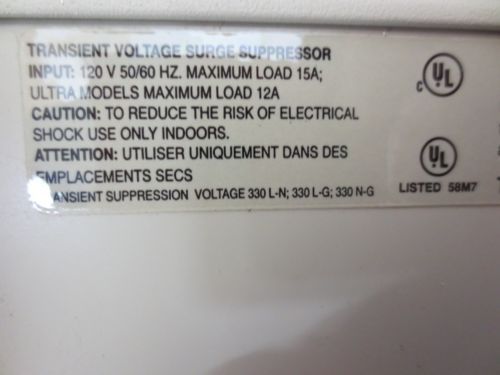 TRANSIENT VOLTAGE SURGE SUPPRESSOR
INPUT: 120 V 50/60 HZ. MAXIMUM LOAD 15A;
ULTRA MODELS MAXIMUM LOAD 12A
CAUTION: TO REDUCE THE RISK OF ELECTRICAL
SHOCK USE ONLY INDOORS.
ATTENTION: UTILISER UNIQUEMENT DANS DES
EMPLACEMENTS SECS
TRANSIENT SUPPRESSION VOLTAGE 330 L-N; 330 L-G; 330 N-G
c UL
UL
LISTED 58M7